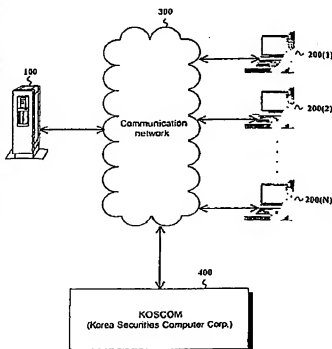 300
100
200(1)
200(2)
Communication
network
200(N)
400
KOSCOM
(Korea Securities Computer Corp.)